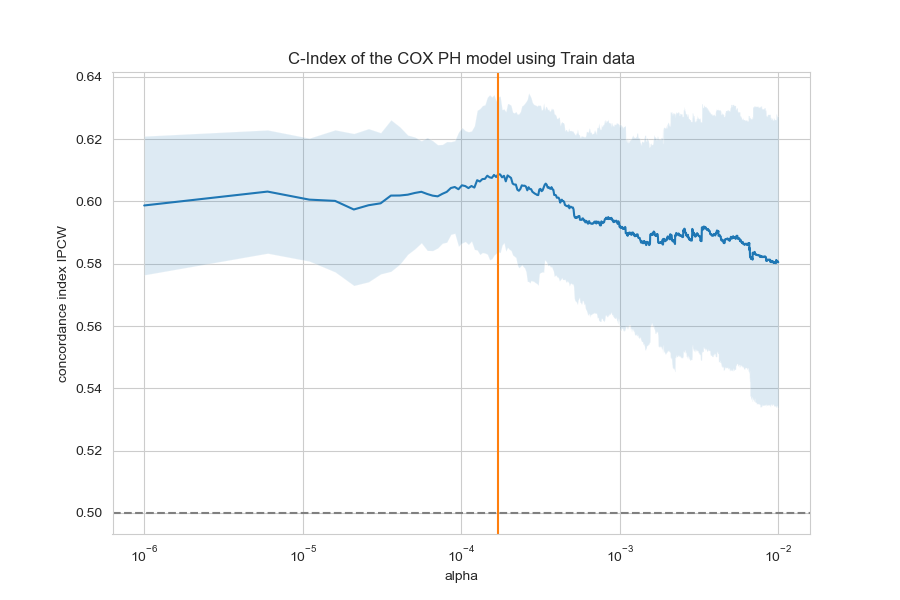 C-Index of the COX PH model using Train data
concordance index IPCW
0.64
0.62
0.60
0.58
0.56
0.54
0.52
0.50
10⁻⁶ 10⁻⁵ 10⁻⁴ 10⁻³ 10⁻²
alpha